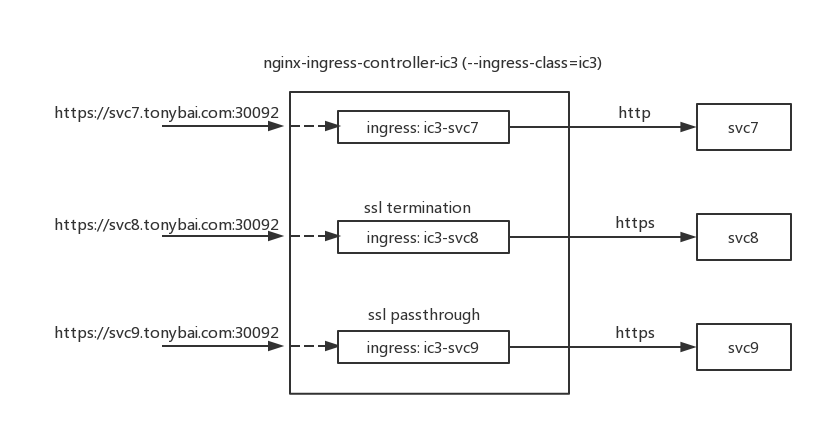 nginx-ingress-controller-ic3 (--ingress-class=ic3)
https://svc7.tonybai.com:30092
ingress: ic3-svc7
http
svc7
ssl termination
https://svc8.tonybai.com:30092
ingress: ic3-svc8
https
svc8
ssl passthrough
https://svc9.tonybai.com:30092
ingress: ic3-svc9
https
svc9